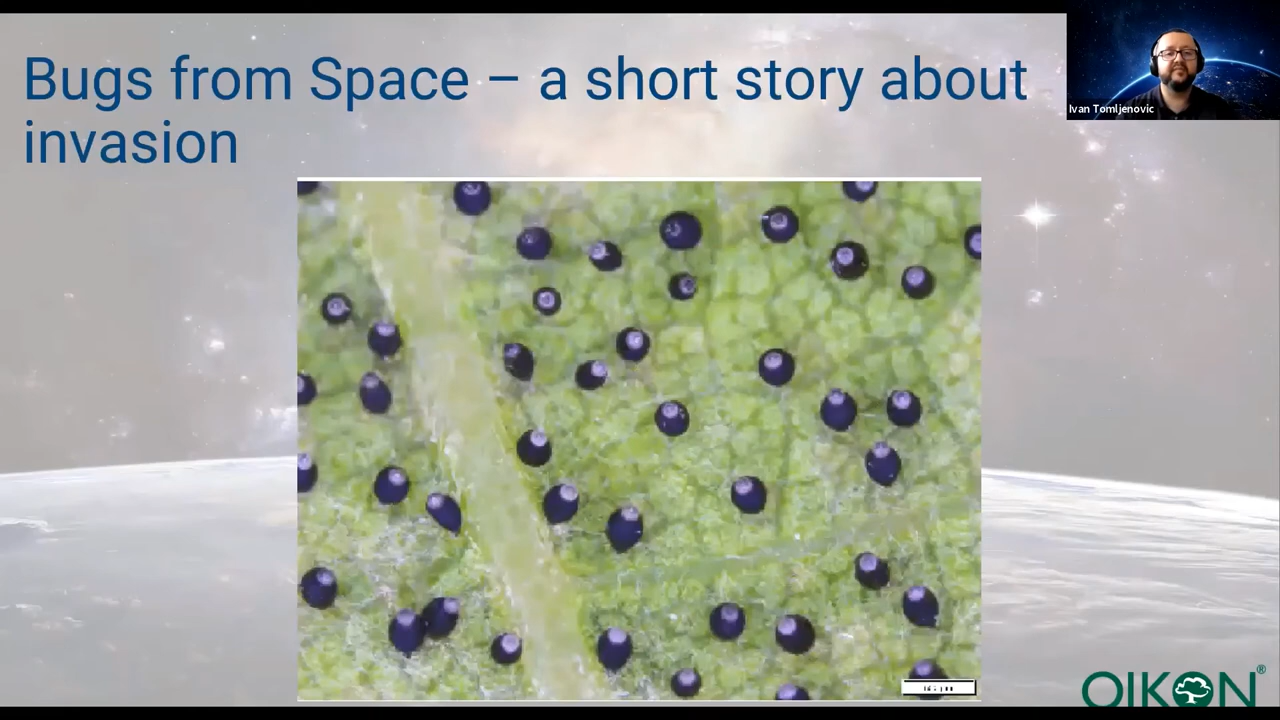 Bugs from Space – a short story about
invasion
Ivan Tomljenovic
OIKON®